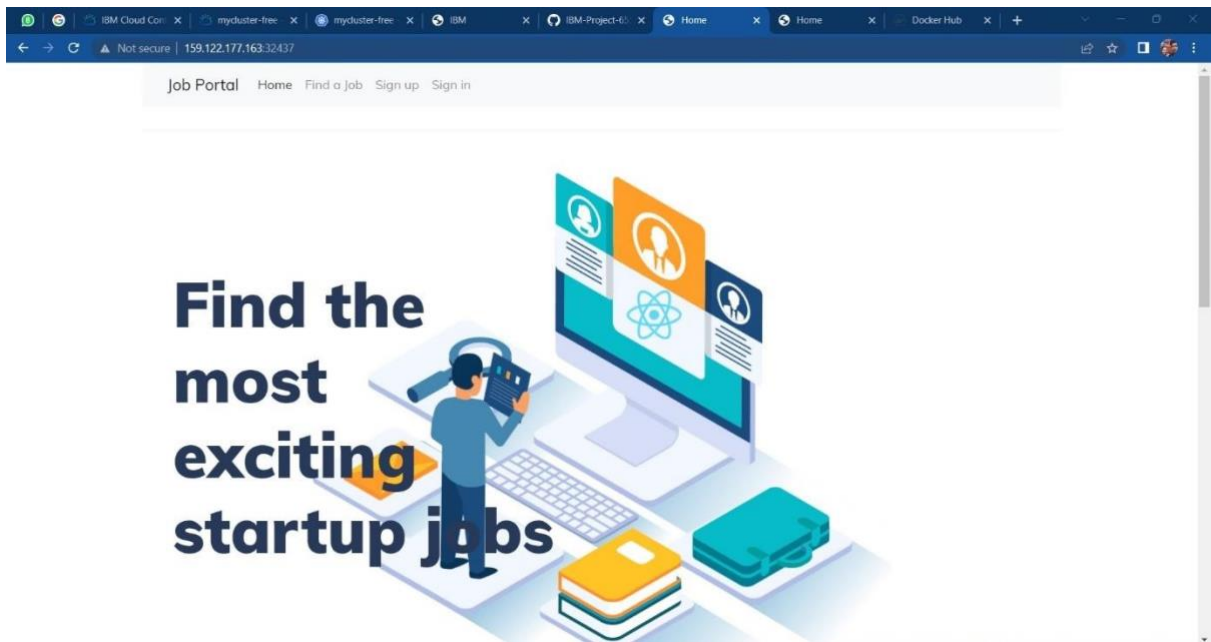 IBM Cloud Con
mycluster-free
mycluster-free
IBM
IBM-Project-65
Home
Home
Docker Hub
Not secure | 159.122.177.163:32437
Job Portal Home Find a Job Sign up Sign in
Find the
most
exciting
startup jobs